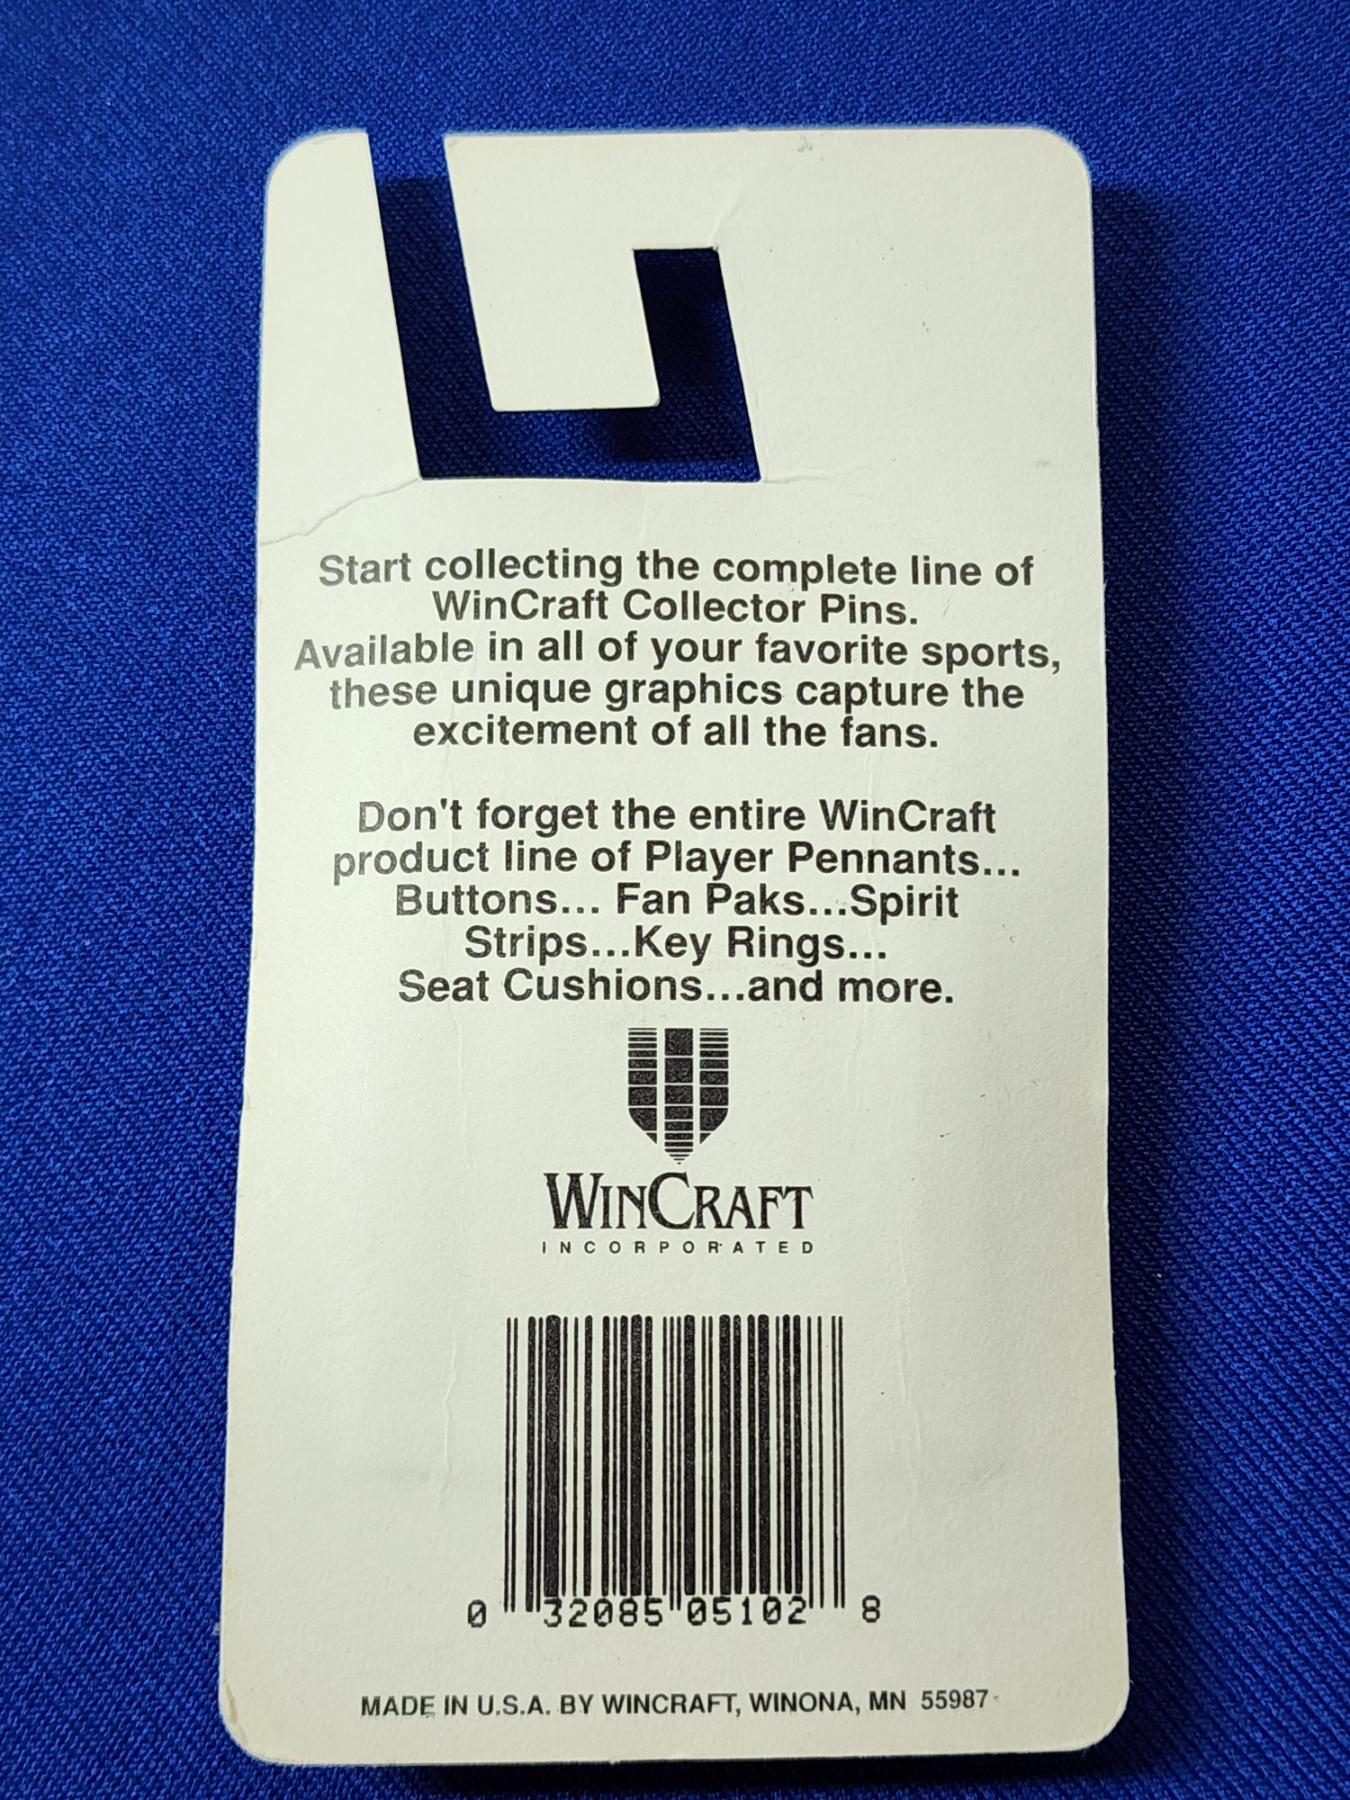 Start collecting the complete line of
WinCraft Collector Pins.
Available in all of your favorite sports,
these unique graphics capture the
excitement of all the fans.
Don't forget the entire WinCraft
product line of Player Pennants...
Buttons... Fan Paks...Spirit
Strips...Key Rings...
Seat Cushions...and more.
WINCRAFT
INCORPORATED
0 32085 05102 8
MADE IN U.S.A. BY WINCRAFT, WINONA, MN 55987